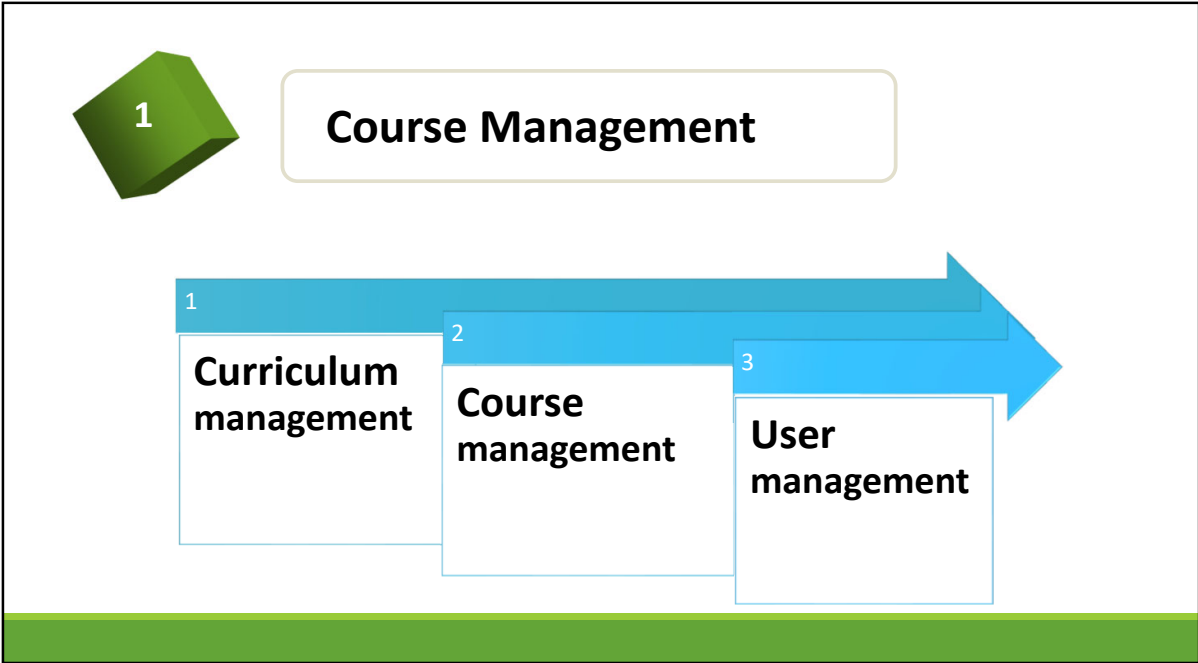 1
Course Management
1
Curriculum
management
2
Course
management
3
User
management